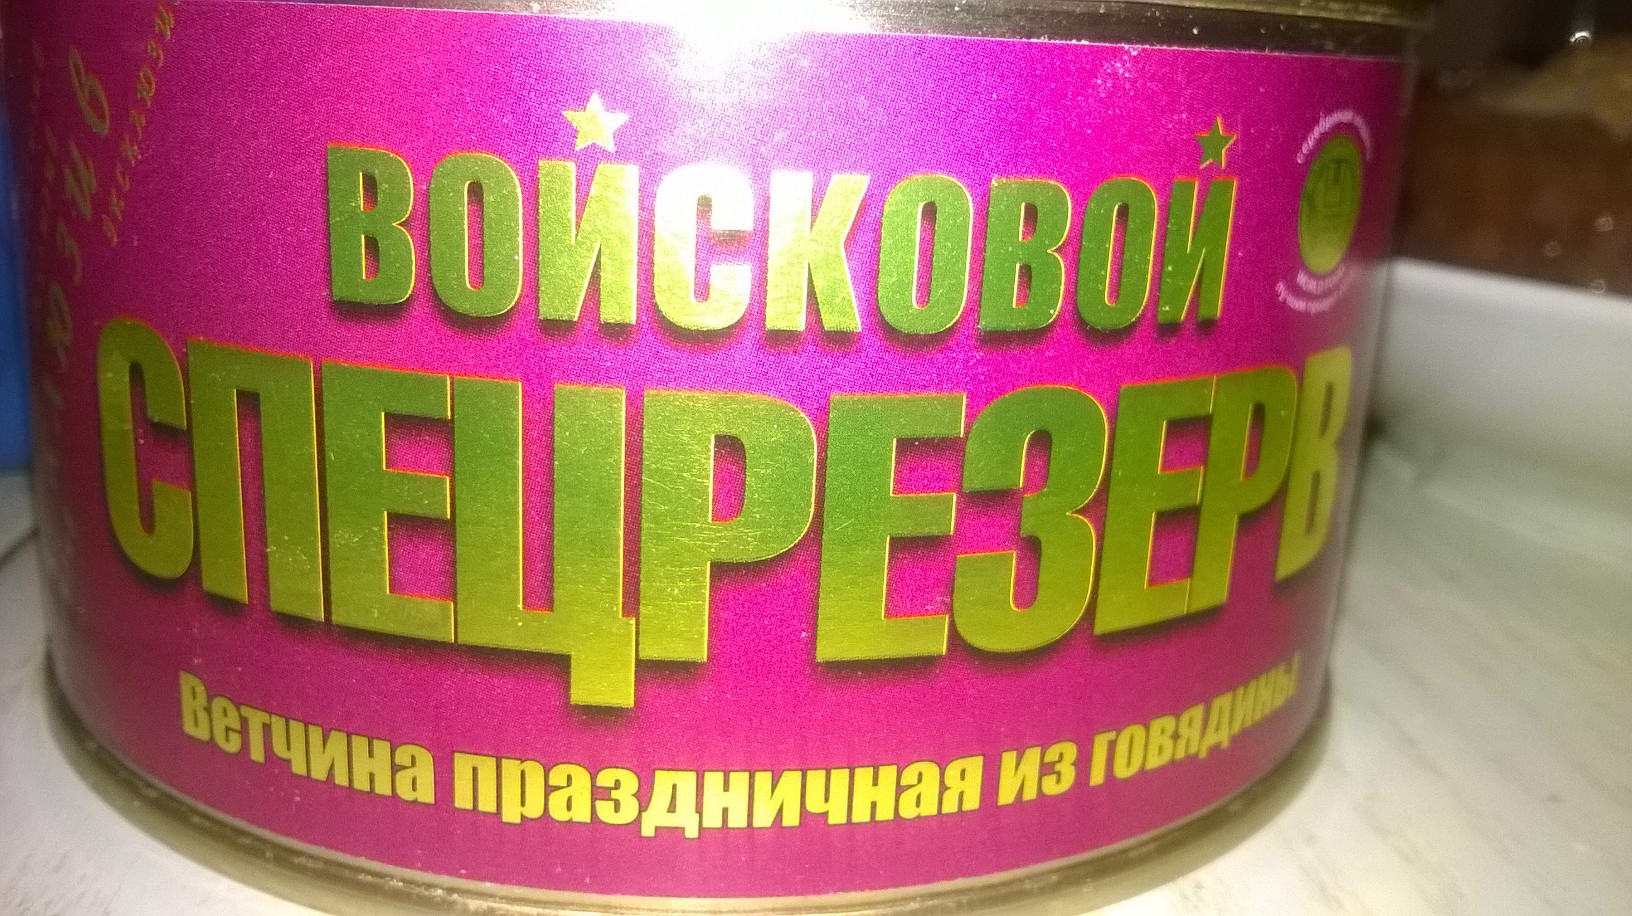 ВОЙСКОВОЙ
СПЕЦРЕЗЕРВ
Ветчина праздничная из говядины